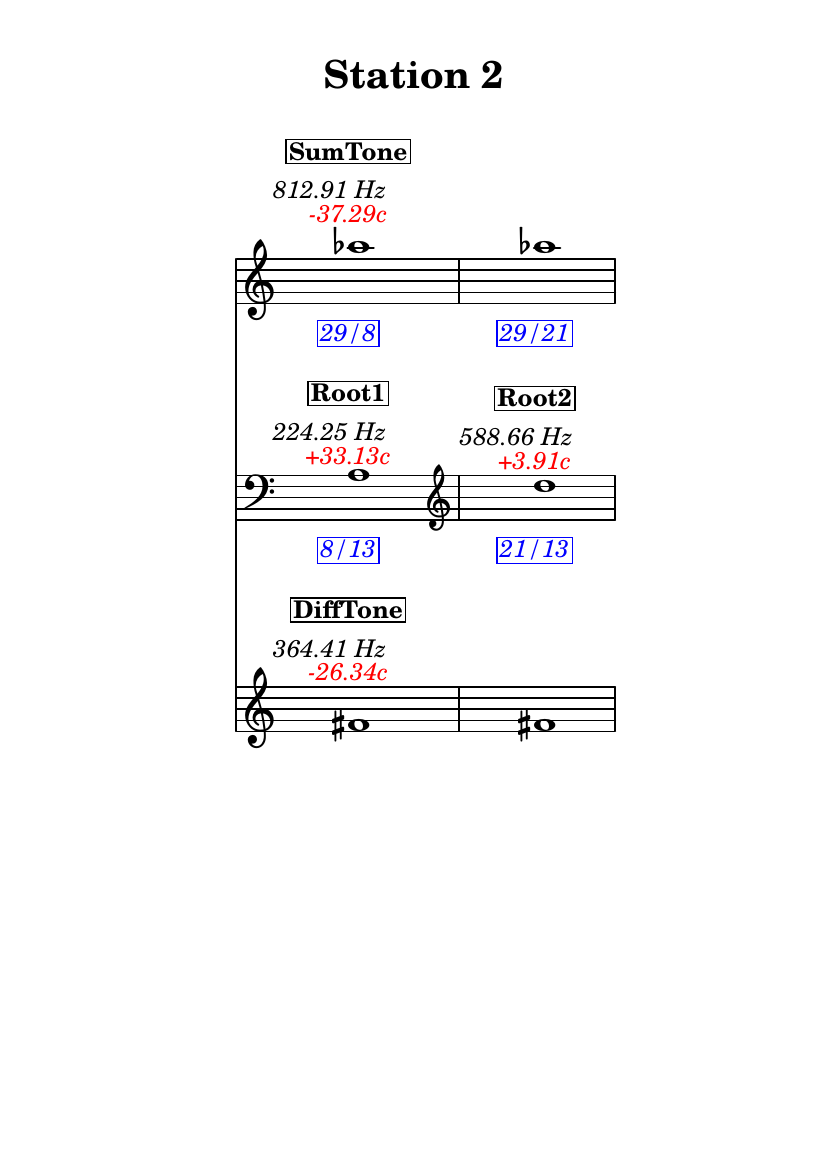 Station 2
SumTone
812.91 Hz
-37.29c
29/8 29/21
Root1 Root2
224.25 Hz 588.66 Hz
+33.13c +3.91c
8/13 21/13
DiffTone
364.41 Hz
-26.34c